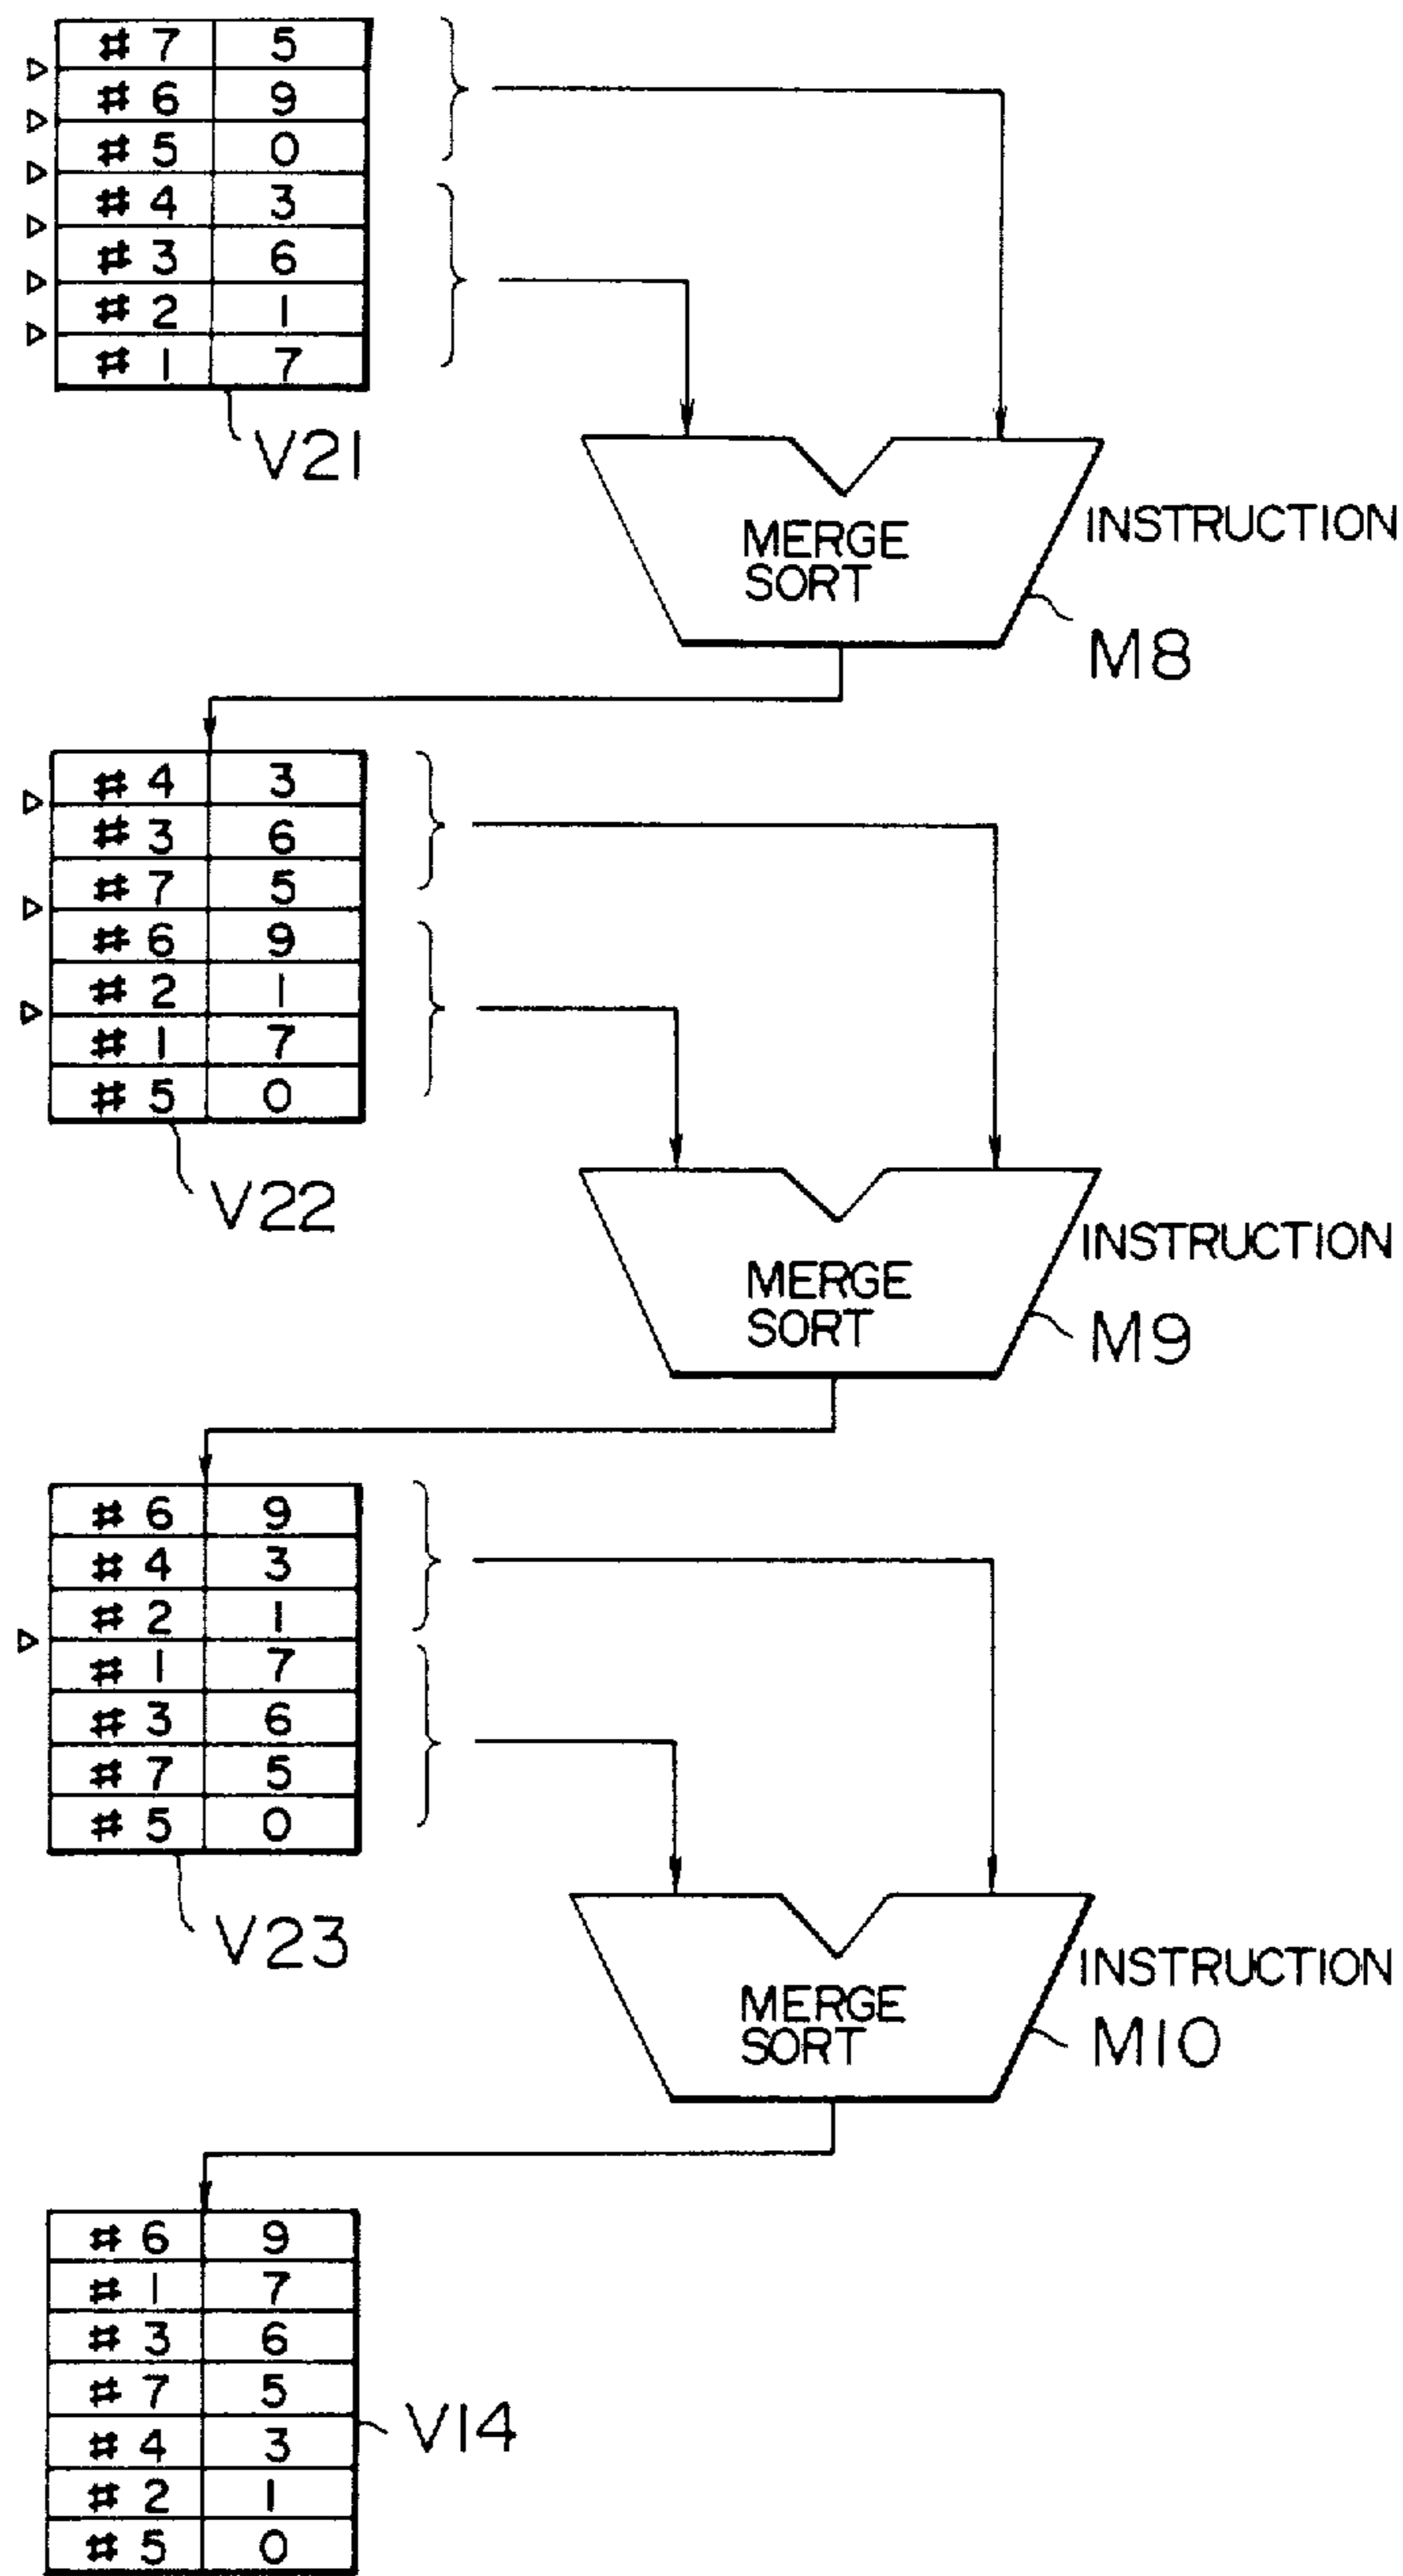 # 7 5
# 6 9
# 5 0
# 4 3
# 3 6
# 2 1
# 1 7
V21
MERGE
SORT
INSTRUCTION
M8
# 4 3
# 3 6
# 7 5
# 6 9
# 2 1
# 1 7
# 5 0
V22
MERGE
SORT
INSTRUCTION
M9
# 6 9
# 4 3
# 2 1
# 1 7
# 3 6
# 7 5
# 5 0
V23
MERGE
SORT
INSTRUCTION
M10
# 6 9
# 1 7
# 3 6
# 7 5
# 4 3
# 2 1
# 5 0
V14